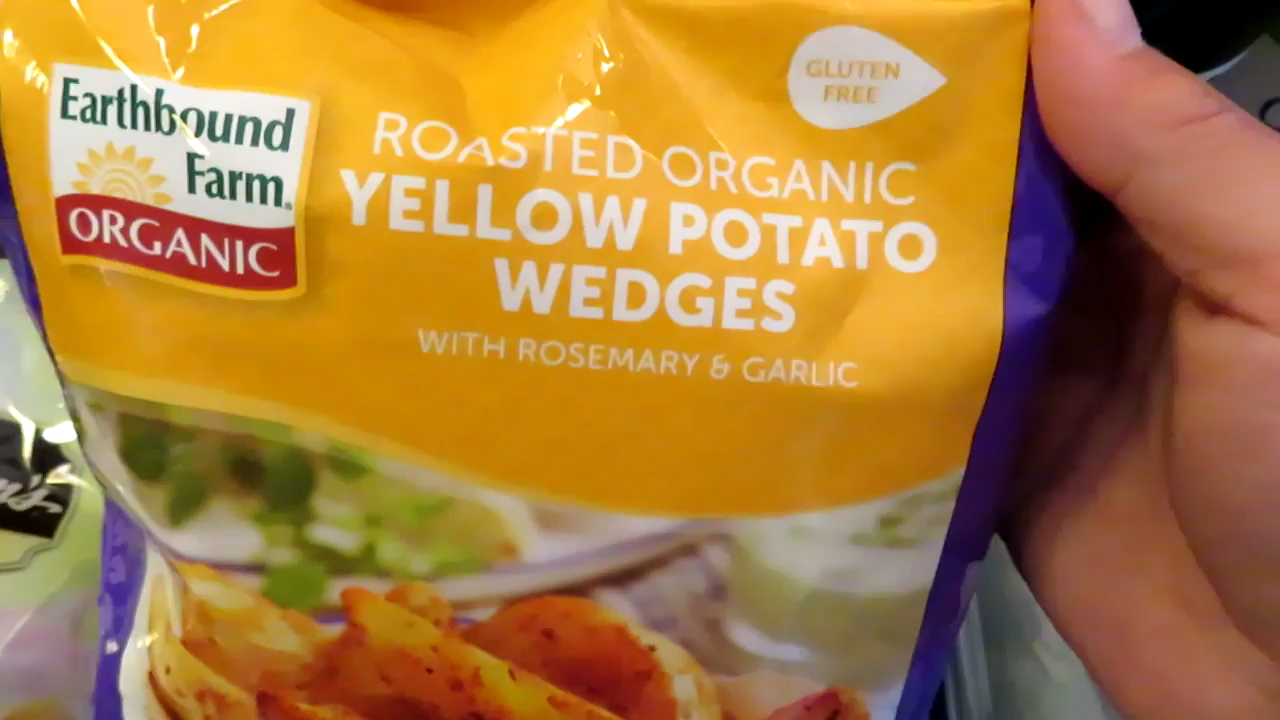 Earthbound
Farm
ORGANIC
GLUTEN
FREE
ROASTED ORGANIC
YELLOW POTATO
WEDGES
WITH ROSEMARY & GARLIC